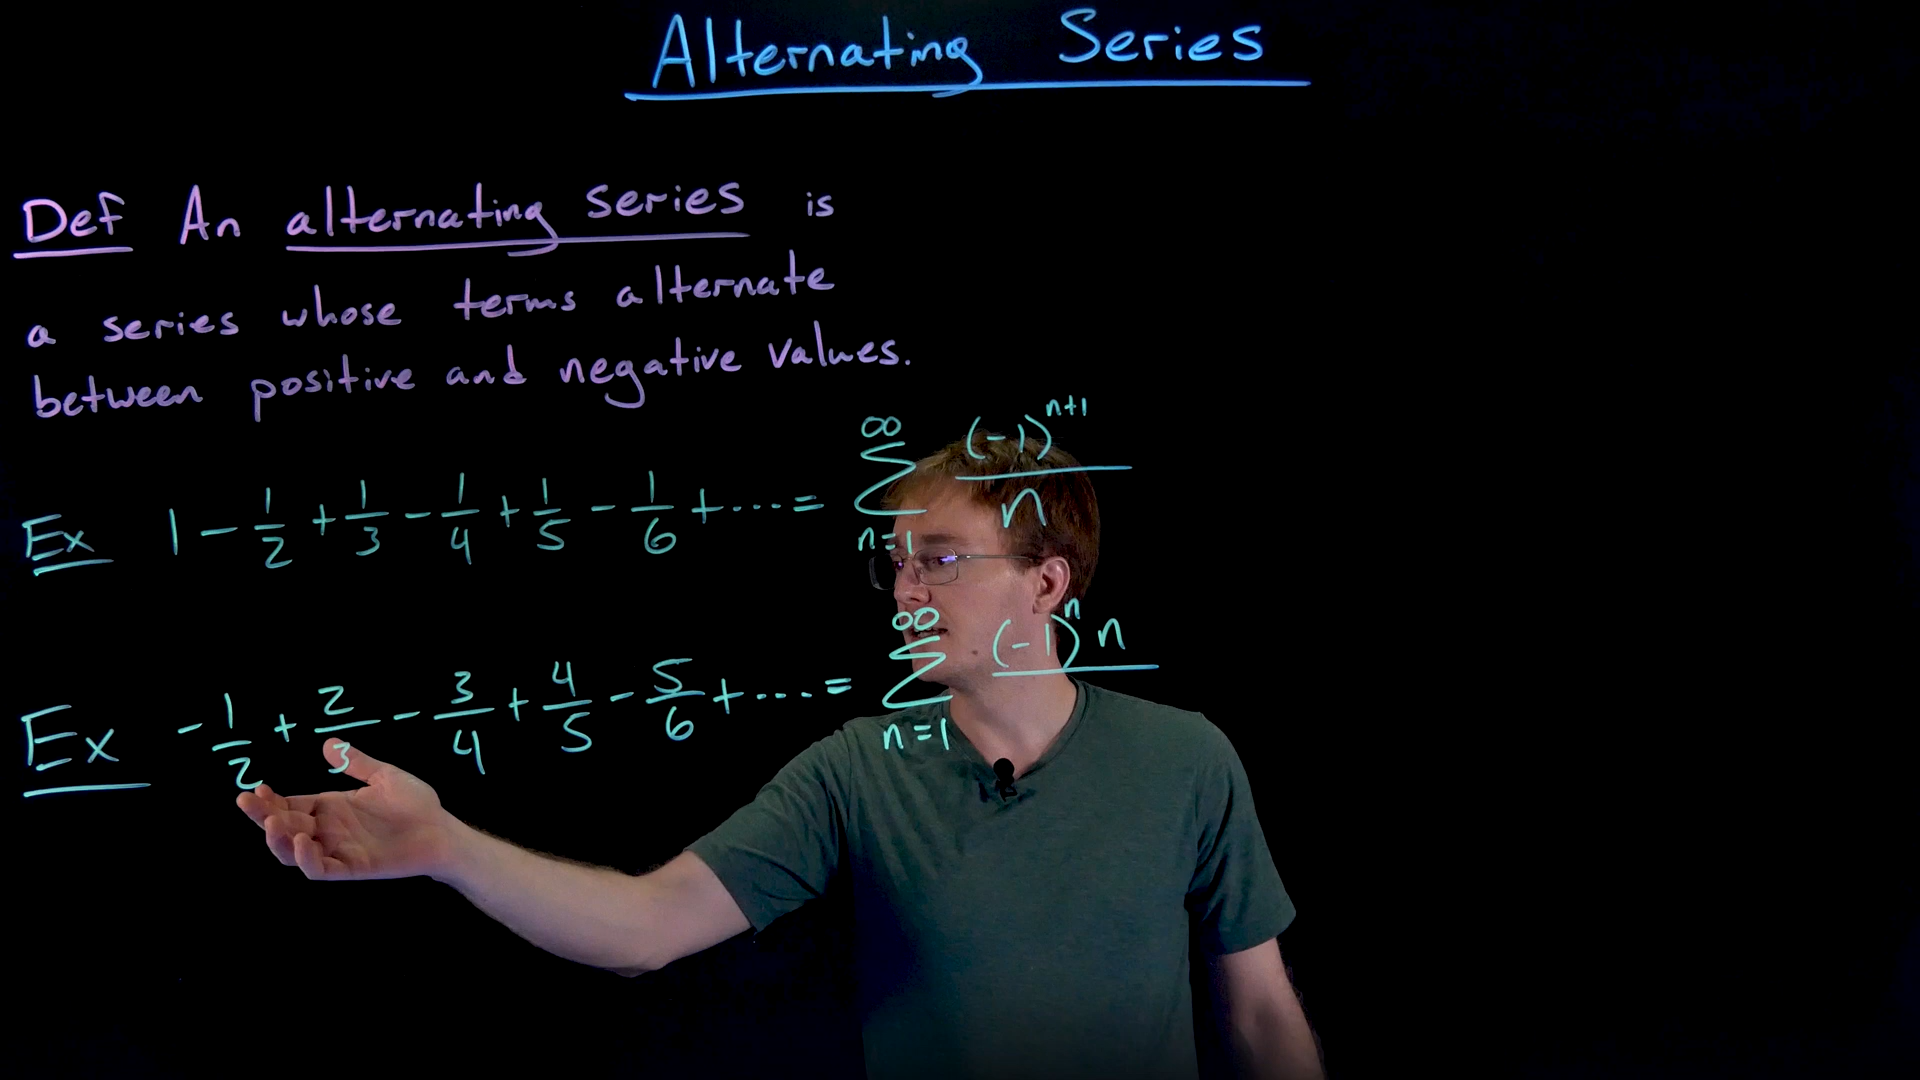 Alternating Series
Def An alternating series is
a series whose terms alternate
between positive and negative values.
Ex 1 - 1/2 + 1/3 - 1/4 + 1/5 - 1/6 + .... = ∞ Σ n=1 (-1)^n+1 / n
Ex - 1/2 + 2/3 - 3/4 + 4/5 - 5/6 + .... = ∞ Σ n=1 (-1)^n n /